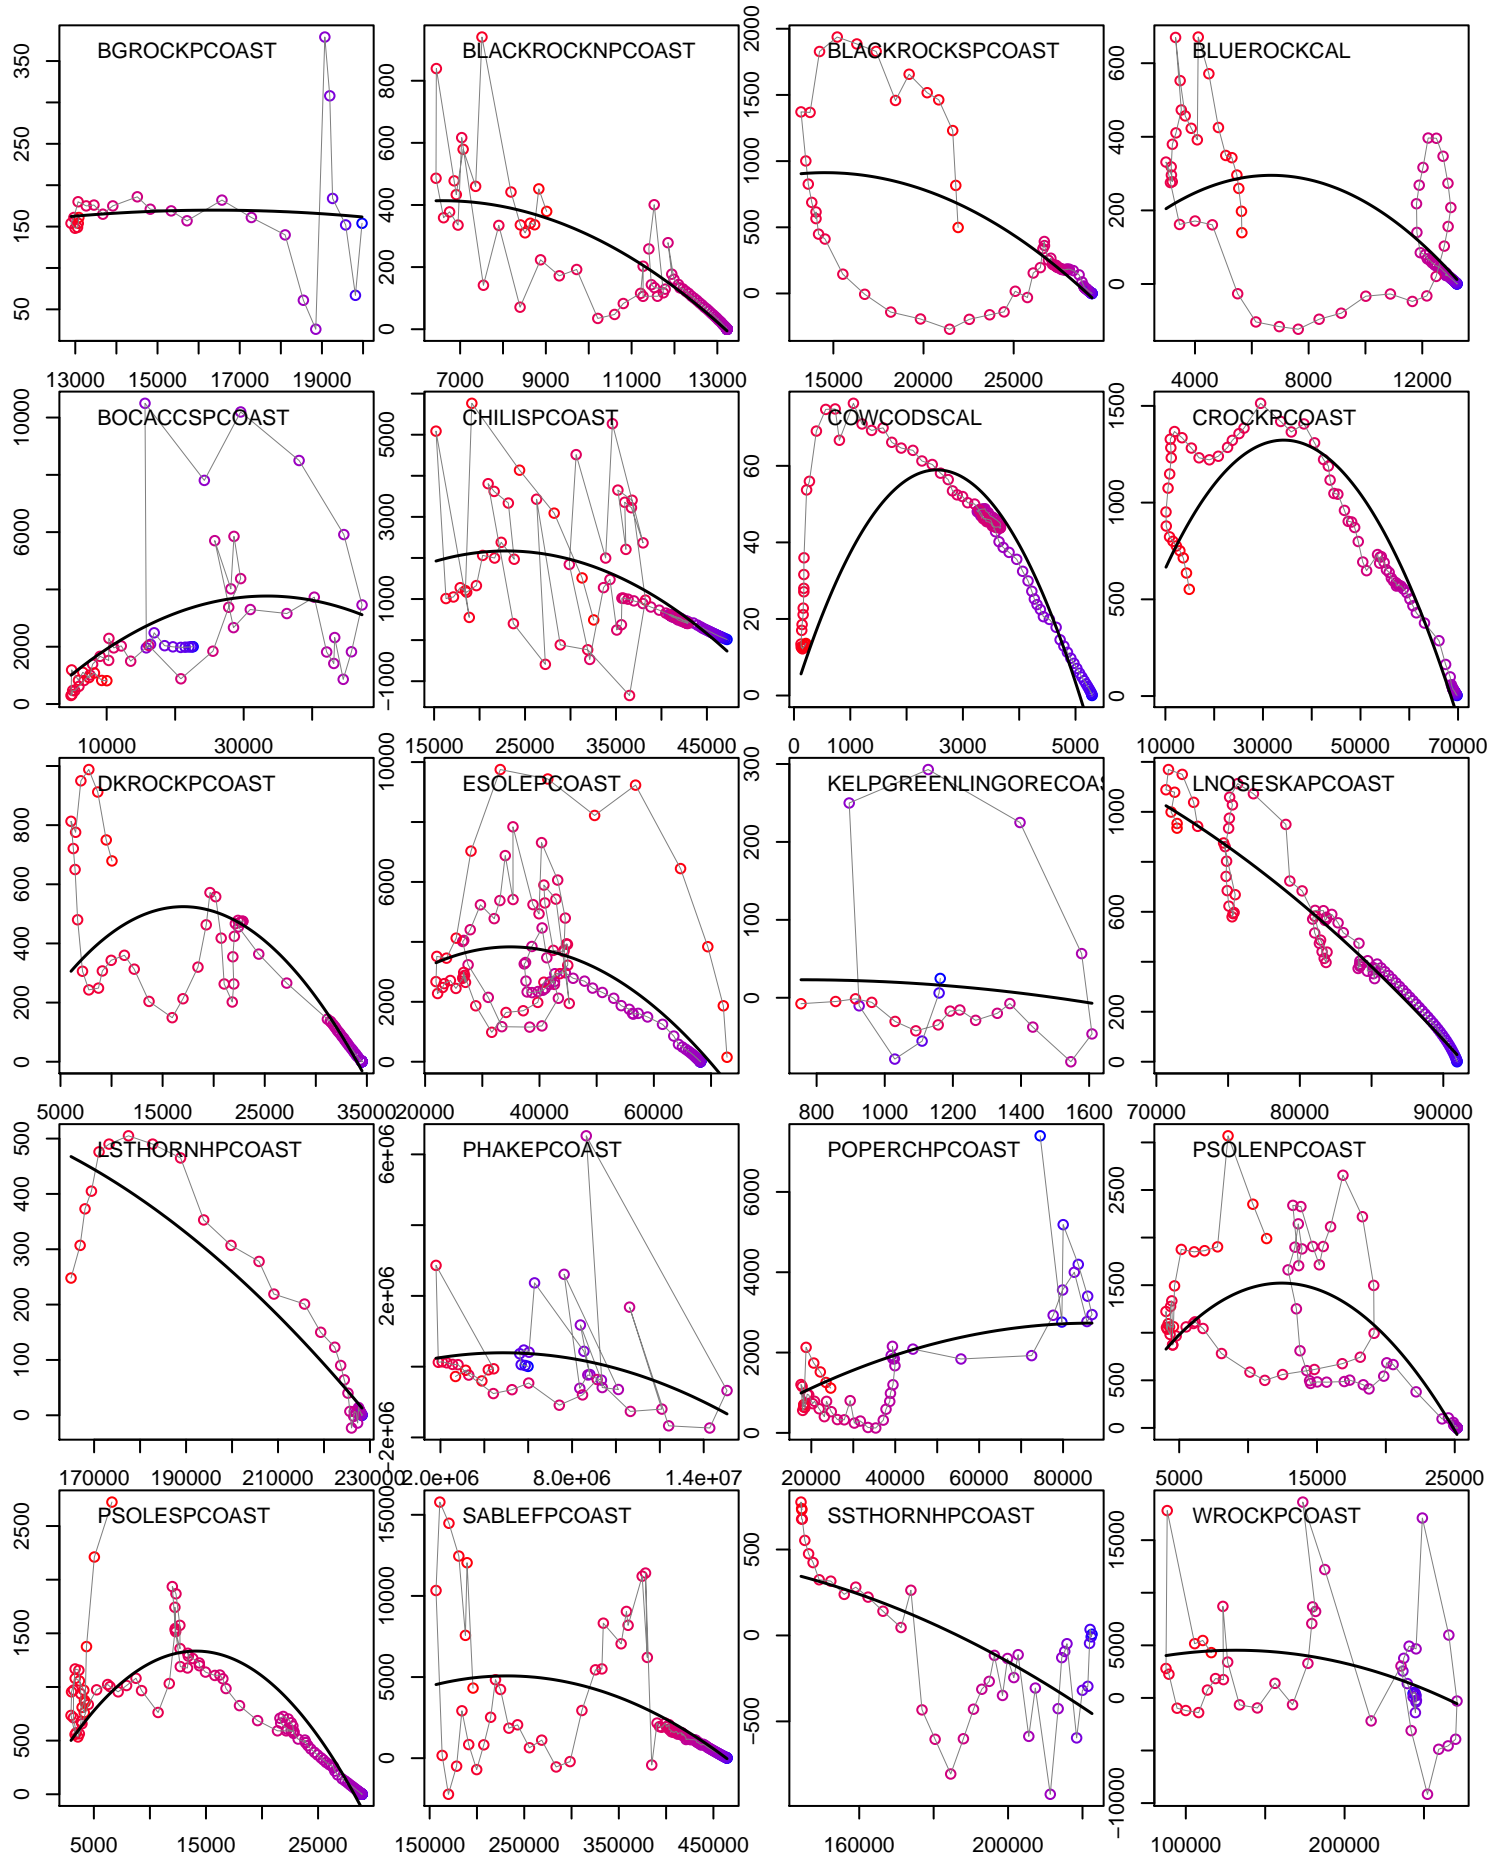 BGROCKPCOAST BLACKROCKNPCOAST BLACKROCKSPCOAST BLUEROCKCAL
50 150 250 350
0 200 400 600 800
0 500 1000 1500 2000
0 200 400 600
13000 15000 17000 19000
7000 9000 11000 13000
15000 20000 25000
4000 8000 12000
BOCACCSPCOAST CHILISPCOAST COWCODSCAL CROCKPCOAST
0 2000 6000 10000
−1000 1000 3000 5000
0 20 40 60
0 500 1000 1500
10000 30000
15000 25000 35000 45000
0 1000 3000 5000
10000 30000 50000 70000
DKROCKPCOAST ESOLEPCOAST KELPGREENLINGORECOAS LNOSESKAPCOAST
0 200 400 600 800
0 2000 6000 10000
0 100 200 300
0 200 600 1000
5000 15000 25000 35000
20000 40000 60000
800 1000 1200 1400 1600
70000 80000 90000
LSTHORNHPCOAST PHAKEPCOAST POPERCHPCOAST PSOLENPCOAST
0 100 200 300 400 500
−2e+06 2e+06 6e+06
0 2000 4000 6000
0 500 1500 2500
170000 190000 210000 230000
2.0e+06 8.0e+06 1.4e+07
20000 40000 60000 80000
5000 15000 25000
PSOLESPCOAST SABLEFPCOAST SSTHORNHPCOAST WROCKPCOAST
0 500 1500 2500
0 5000 10000 15000
−500 0 500
−10000 0 5000 15000
5000 15000 25000
150000 250000 350000 450000
160000 200000
100000 200000